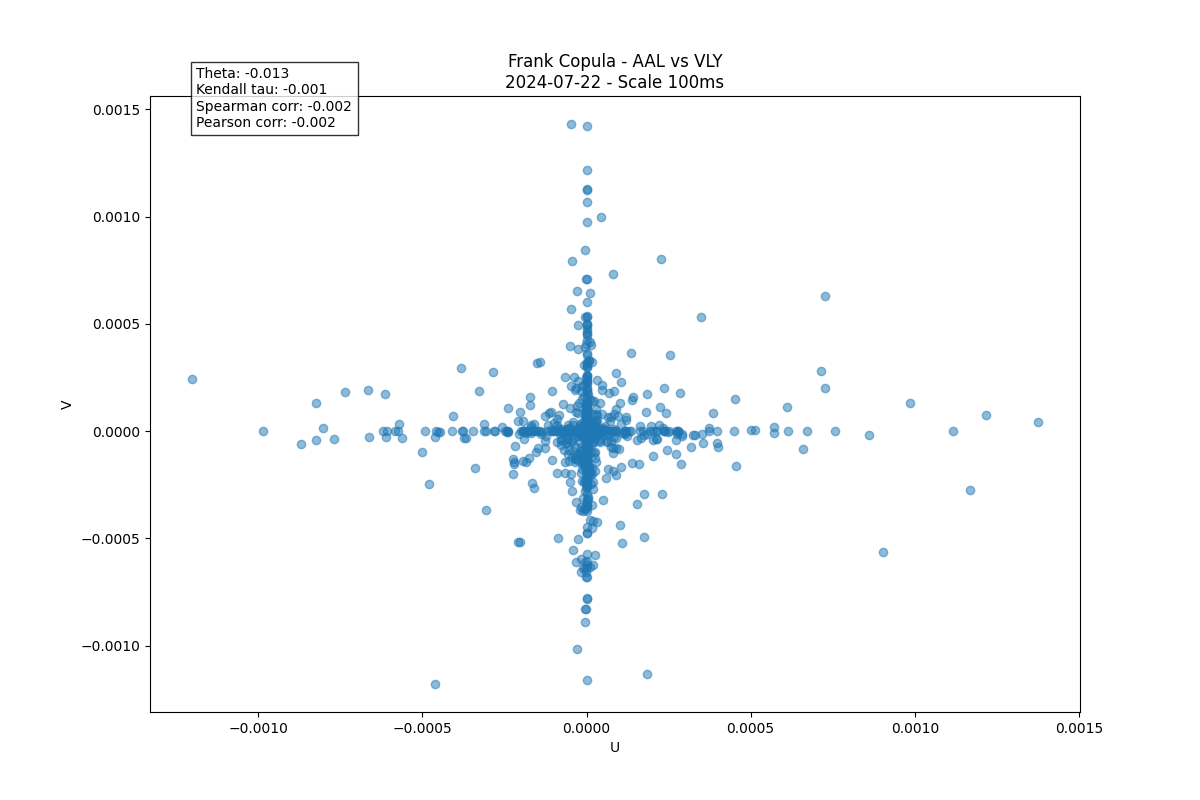 Frank Copula - AAL vs VLY
2024-07-22 - Scale 100ms
Theta: -0.013
Kendall tau: -0.001
Spearman corr: -0.002
Pearson corr: -0.002
0.0015
0.0010
0.0005
0.0000
−0.0005
−0.0010
V
−0.0010
−0.0005
0.0000
0.0005
0.0010
0.0015
U